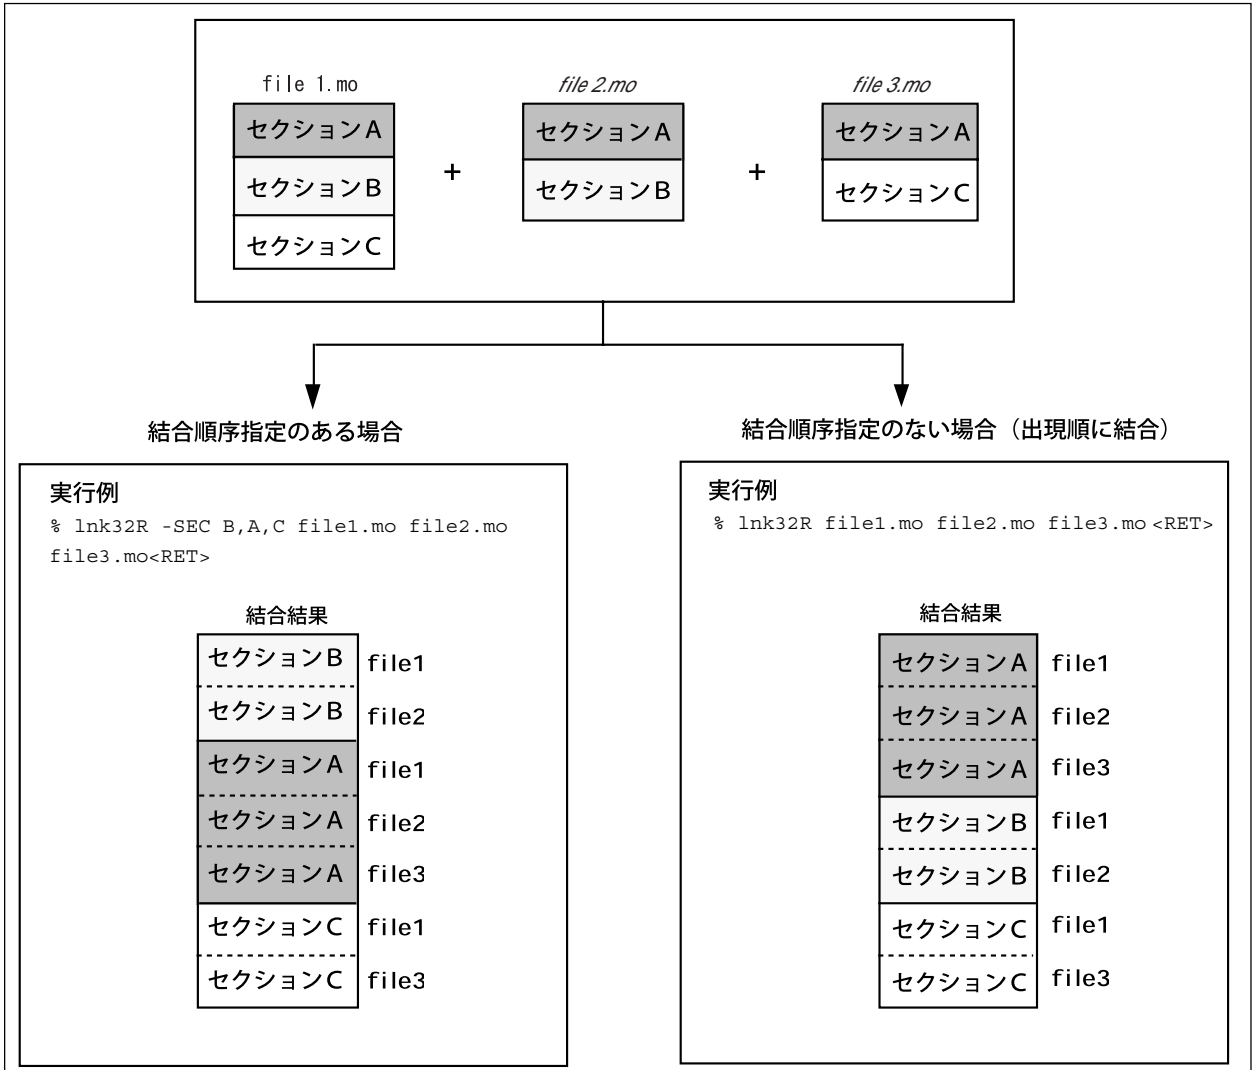 file 1.mo
セクションA
セクションB
セクションC
+
file 2.mo
セクションA
セクションB
+
file 3.mo
セクションA
セクションC
結合順序指定のある場合
実行例
% lnk32R -SEC B,A,C file1.mo file2.mo
file3.mo<RET>
結合結果
セクションB file1
セクションB file2
セクションA file1
セクションA file2
セクションA file3
セクションC file1
セクションC file3
結合順序指定のない場合（出現順に結合）
実行例
% lnk32R file1.mo file2.mo file3.mo <RET>
結合結果
セクションA file1
セクションA file2
セクションA file3
セクションB file1
セクションB file2
セクションC file1
セクションC file3